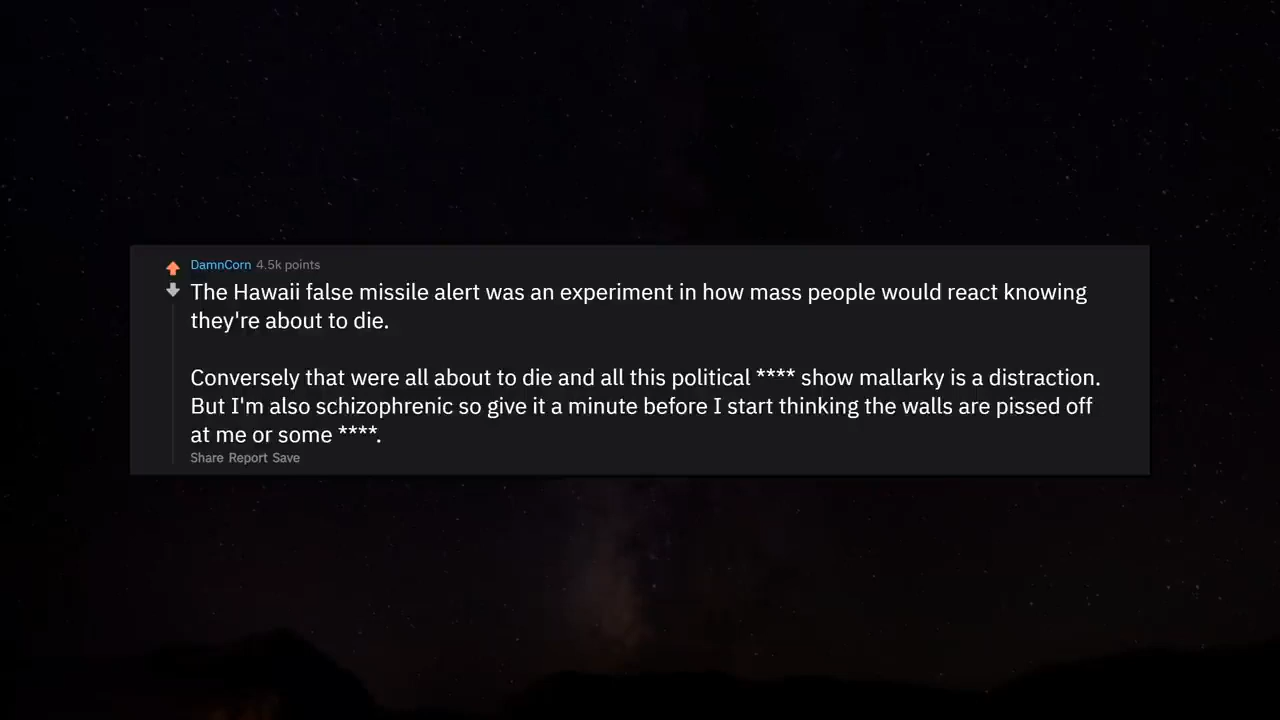 DamnCorn 4.5k points
The Hawaii false missile alert was an experiment in how mass people would react knowing
they're about to die.
Conversely that were all about to die and all this political **** show mallarky is a distraction.
But I'm also schizophrenic so give it a minute before I start thinking the walls are pissed off
at me or some ****.
Share Report Save